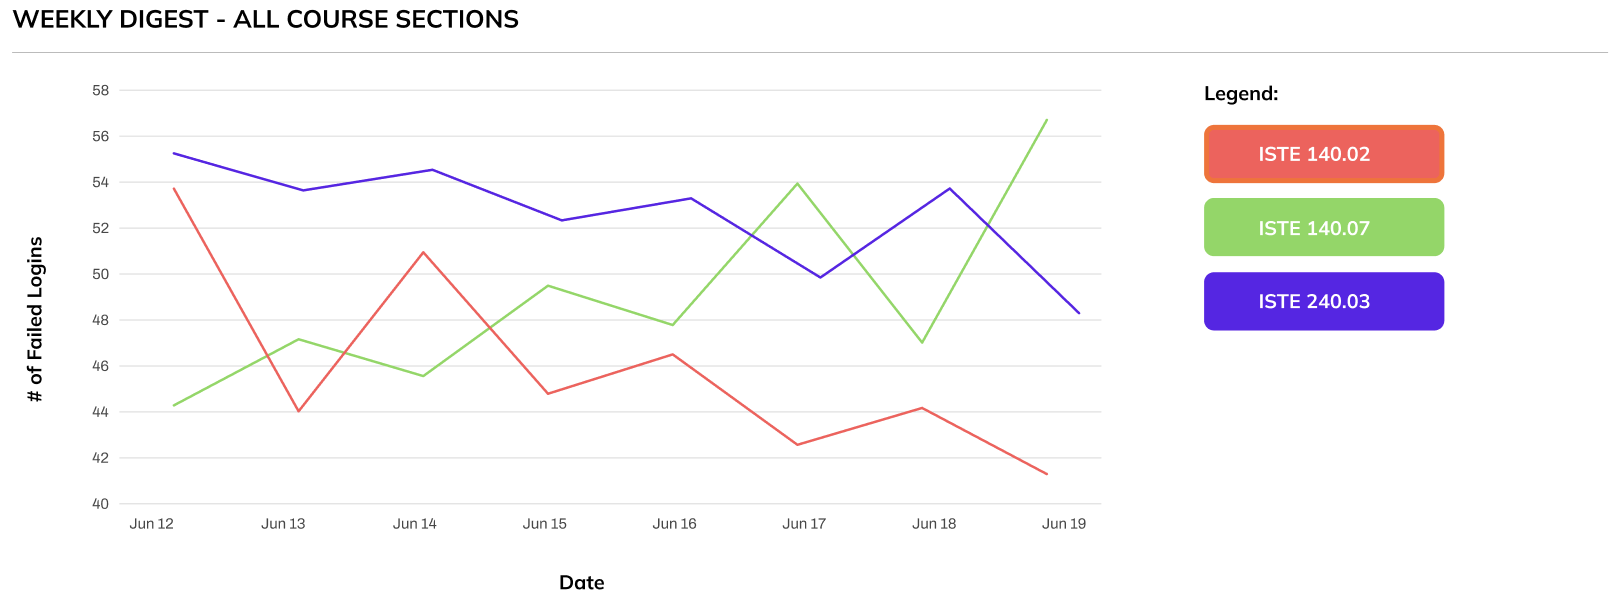 WEEKLY DIGEST - ALL COURSE SECTIONS
58
56
54
52
50
48
46
44
42
40
# of Failed Logins
Jun 12 Jun 13 Jun 14 Jun 15 Jun 16 Jun 17 Jun 18 Jun 19
Date
Legend:
ISTE 140.02
ISTE 140.07
ISTE 240.03